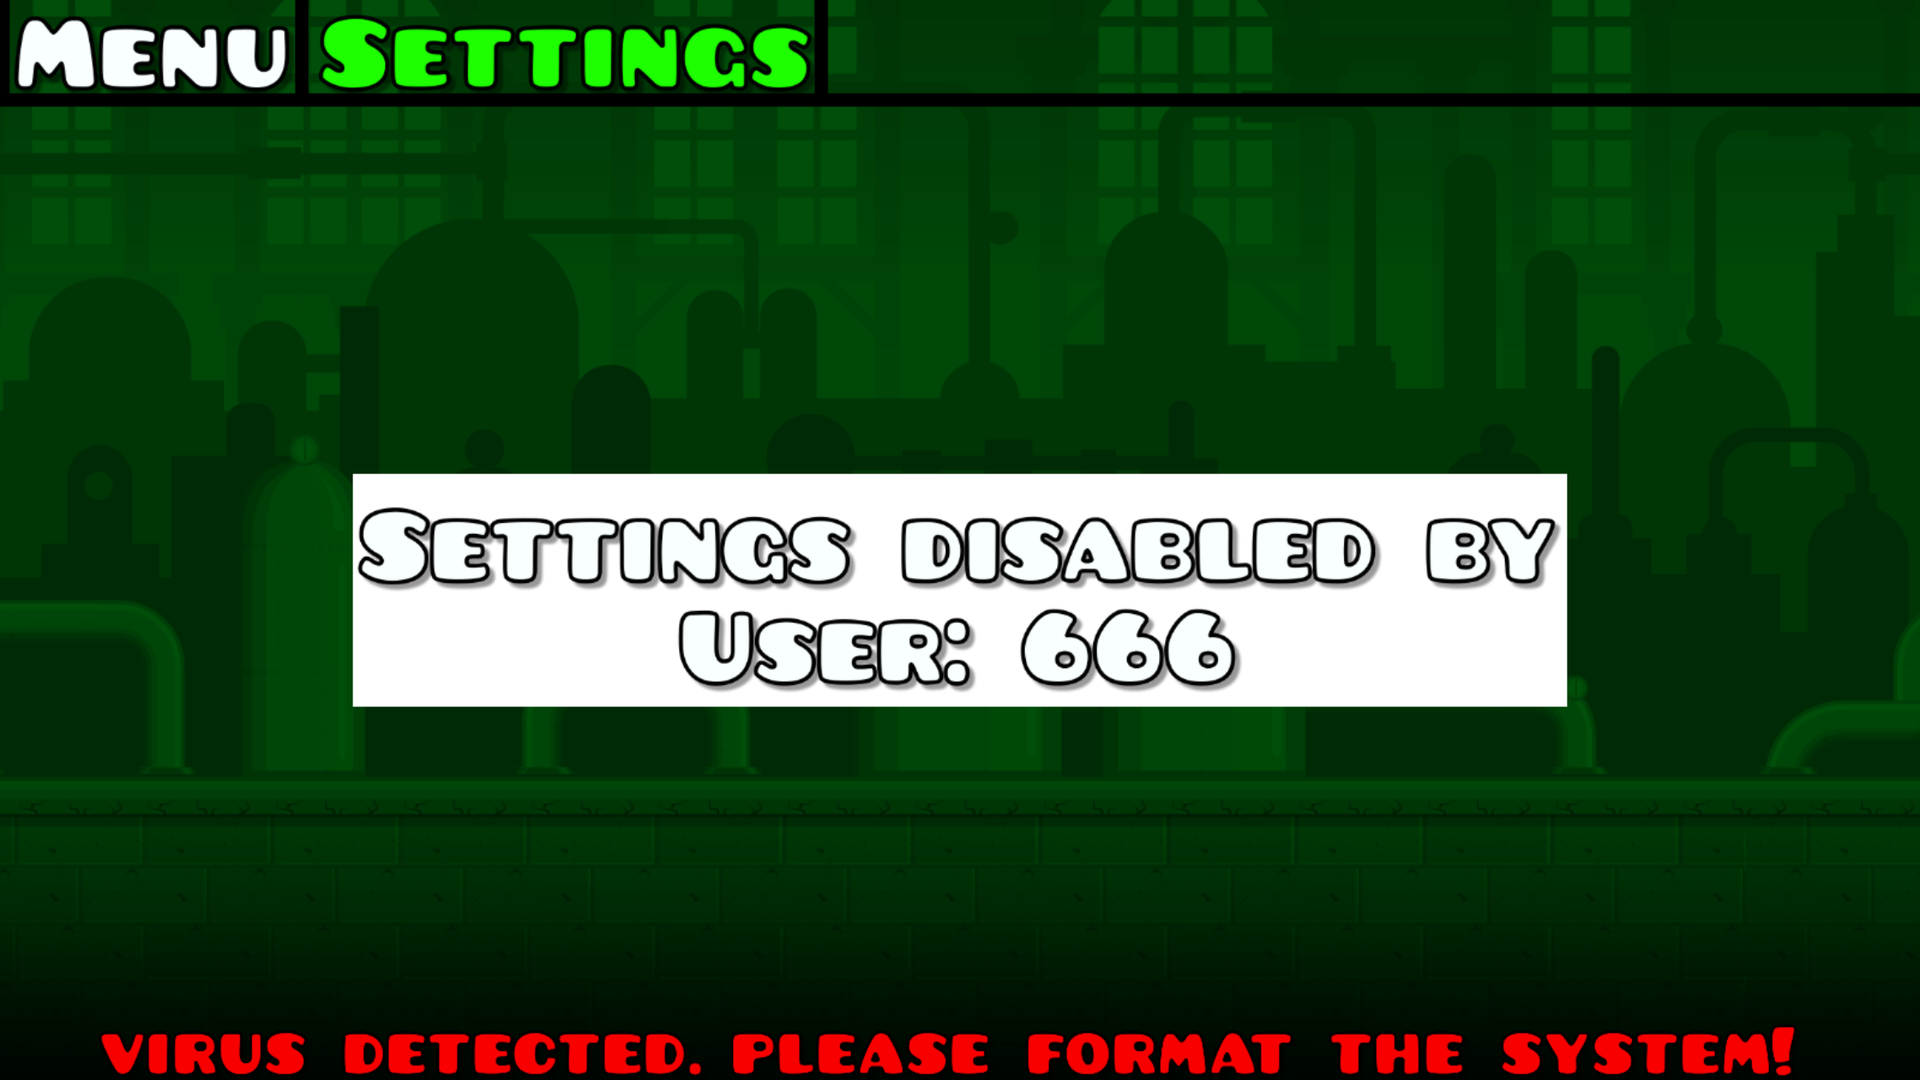 Menu Settings
Settings disabled by
User: 666
virus detected. please format the system!